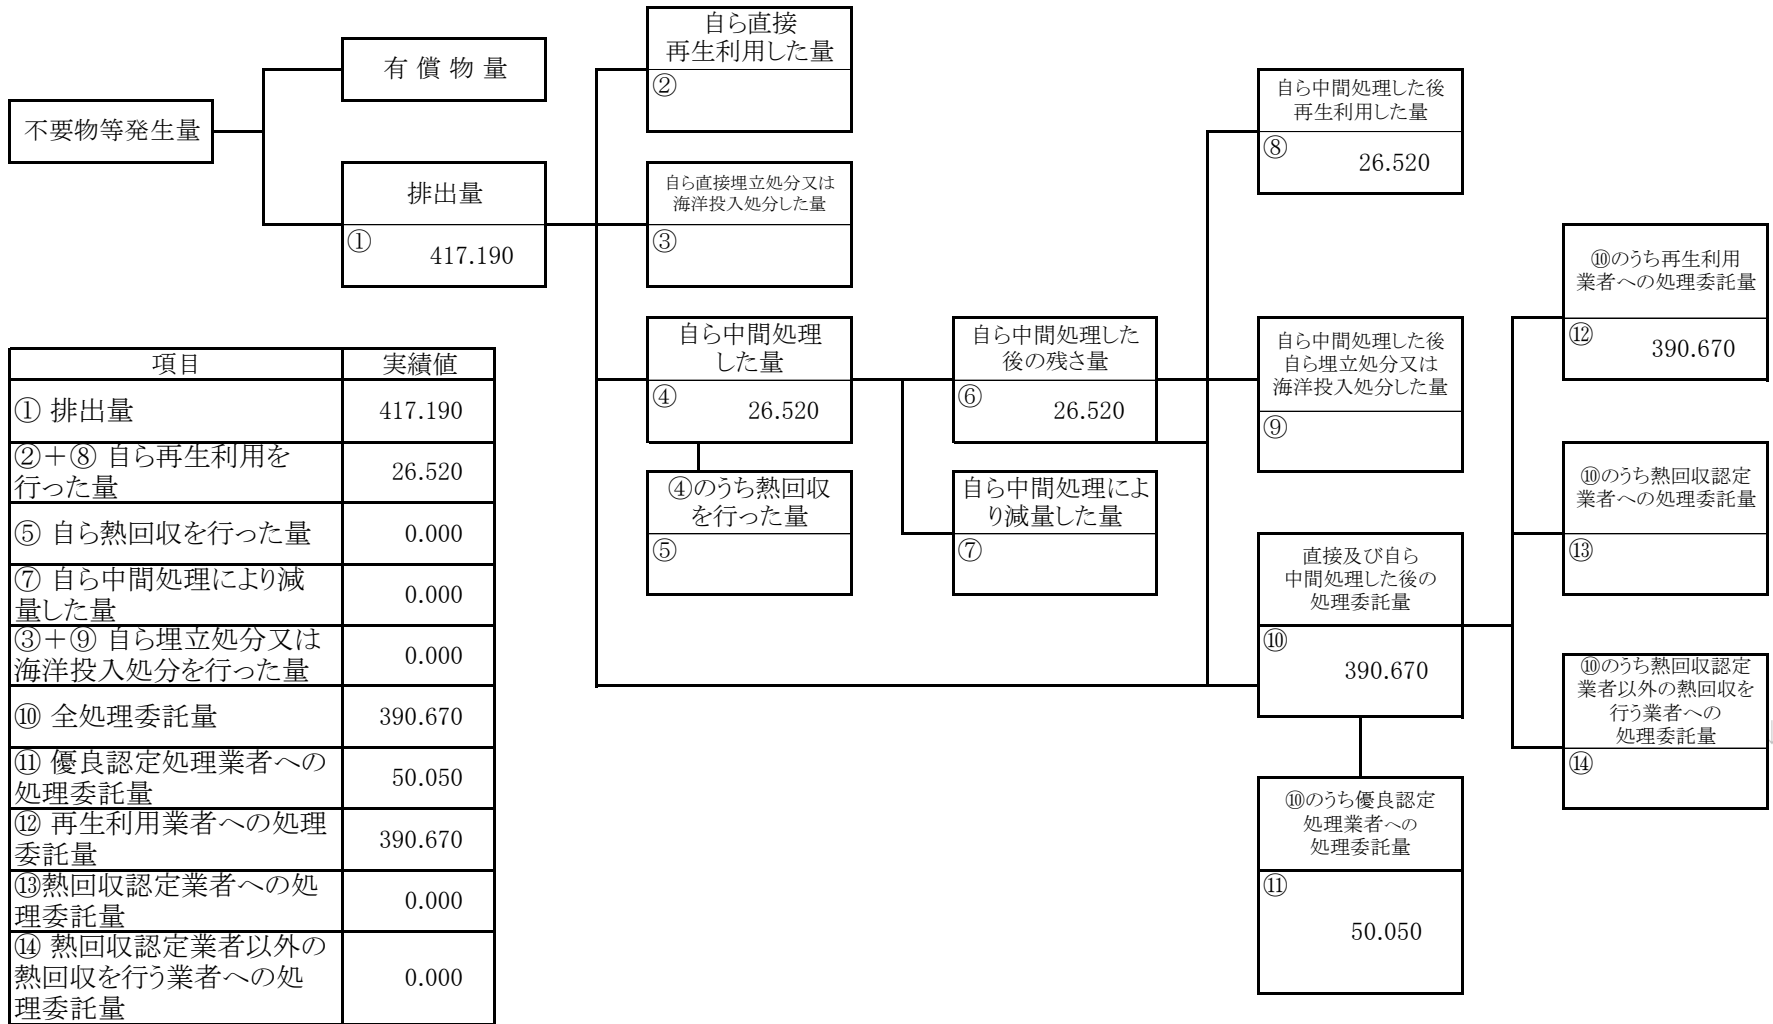 不要物等発生量
有 償 物 量
排出量
①
417.190
自ら直接
再生利用した量
②
自ら直接埋立処分又は
海洋投入処分した量
③
自ら中間処理
した量
④
26.520
④のうち熱回収
を行った量
⑤
自ら中間処理した
後の残さ量
⑥
26.520
自ら中間処理によ
り減量した量
⑦
自ら中間処理した後
再生利用した量
⑧
26.520
自ら中間処理した後
自ら埋立処分又は
海洋投入処分した量
⑨
直接及び自ら
中間処理した後の
処理委託量
⑩
390.670
⑩のうち優良認定
処理業者への
処理委託量
⑪
50.050
⑩のうち再生利用
業者への処理委託量
⑫
390.670
⑩のうち熱回収認定
業者への処理委託量
⑬
⑩のうち熱回収認定
業者以外の熱回収を
行う業者への
処理委託量
⑭
項目 実績値
① 排出量 417.190
②＋⑧ 自ら再生利用を
行った量 26.520
⑤ 自ら熱回収を行った量 0.000
⑦ 自ら中間処理により減
量した量 0.000
③＋⑨ 自ら埋立処分又は
海洋投入処分を行った量 0.000
⑩ 全処理委託量 390.670
⑪ 優良認定処理業者への
処理委託量 50.050
⑫ 再生利用業者への処理
委託量 390.670
⑬熱回収認定業者への処
理委託量 0.000
⑭ 熱回収認定業者以外の
熱回収を行う業者への処
理委託量 0.000